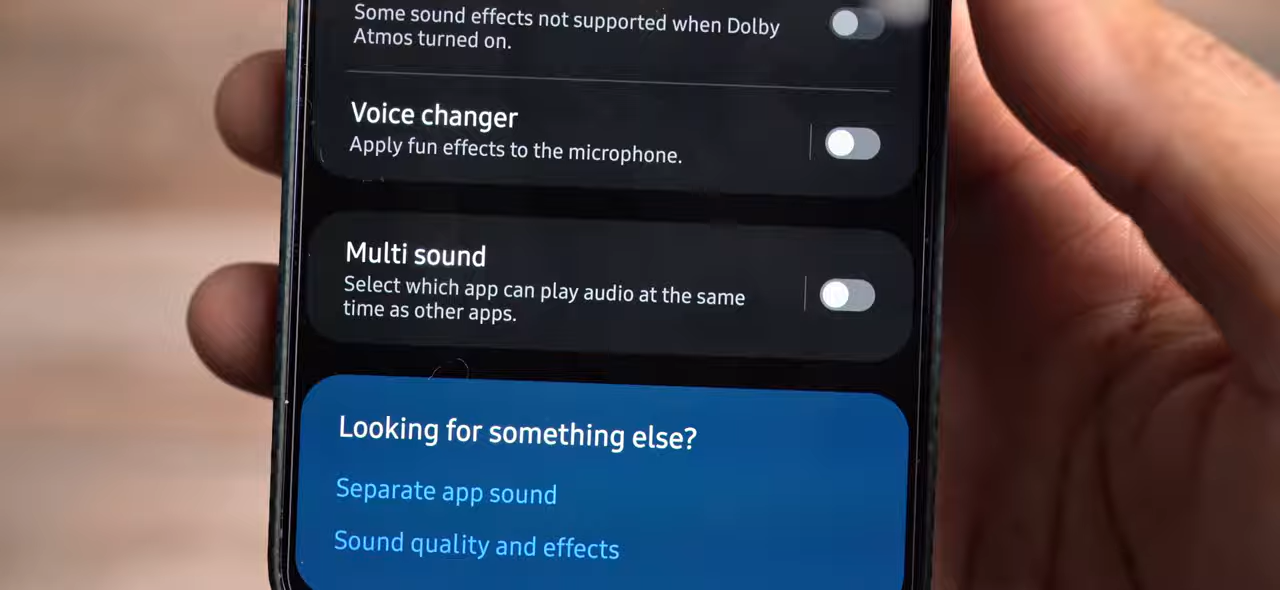 Some sound effects not supported when Dolby
Atmos turned on.
Voice changer
Apply fun effects to the microphone.
Multi sound
Select which app can play audio at the same
time as other apps.
Looking for something else?
Separate app sound
Sound quality and effects